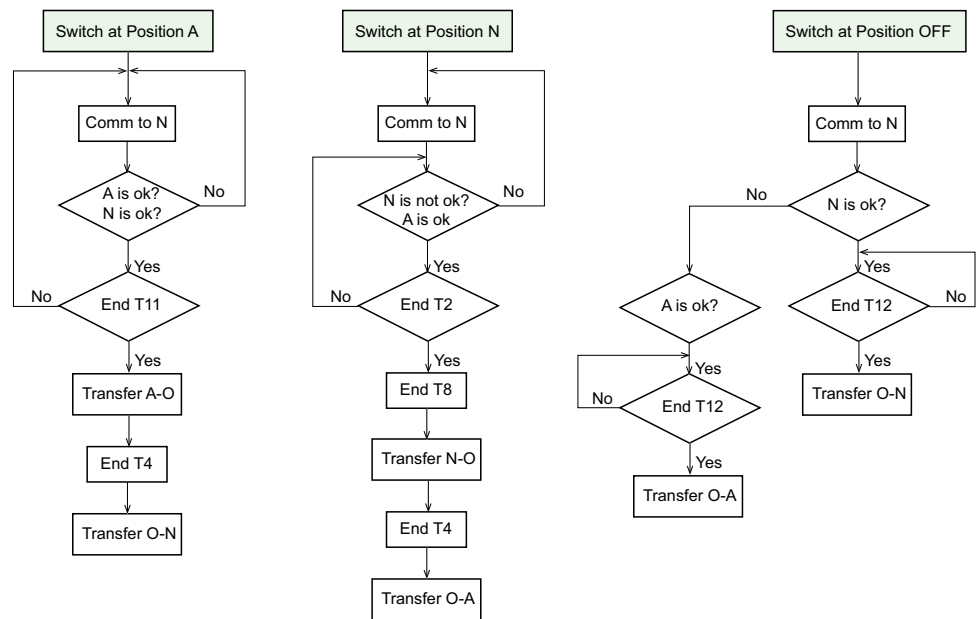 Switch at Position A
Comm to N
A is ok?
N is ok?
No
Yes
End T11
No
Yes
Transfer A-O
End T4
Transfer O-N
Switch at Position N
Comm to N
N is not ok?
A is ok
No
Yes
End T2
No
Yes
End T8
Transfer N-O
End T4
Transfer O-A
Switch at Position OFF
Comm to N
N is ok?
No
Yes
End T12
No
Yes
Transfer O-N
A is ok?
Yes
End T12
No
Yes
Transfer O-A